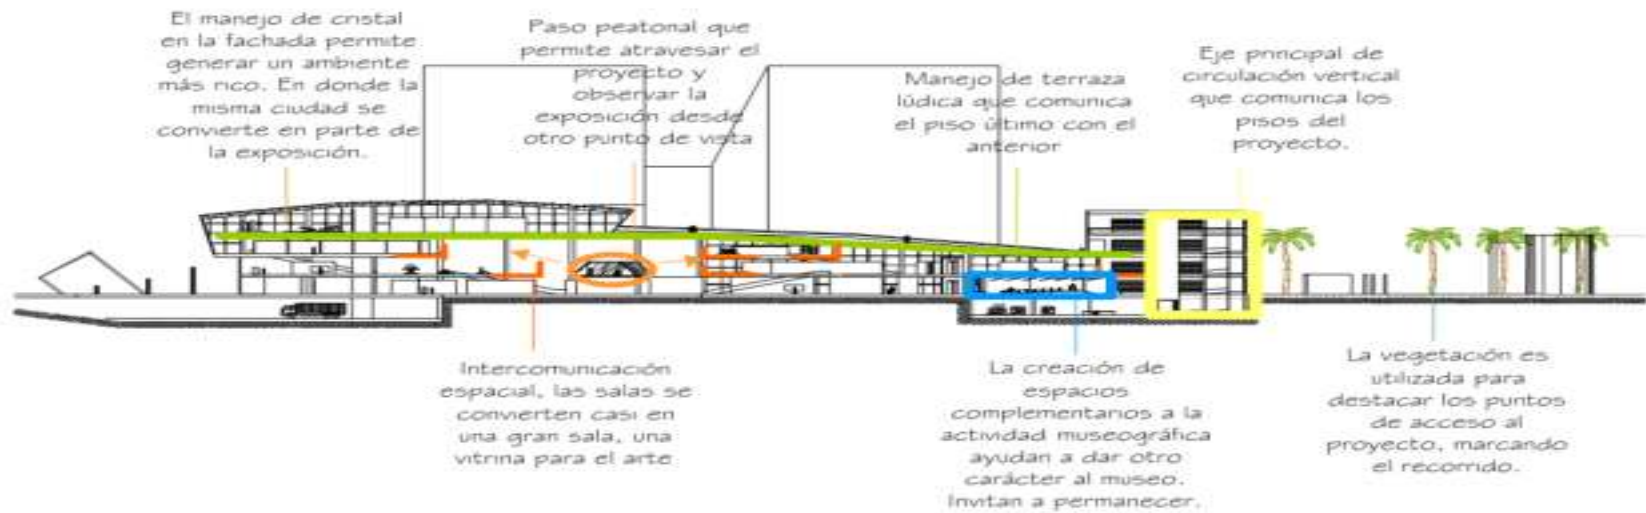 El manejo de cristal
en la fachada permite
generar un ambiente
más rico. En donde la
misma ciudad se
convierte en parte de
la exposición.
Paso peatonal que
permite atravesar el
proyecto y
observar la
exposición desde
otro punto de vista
Manejo de terraza
lúdica que comunica
el piso último con el
anterior
Eje principal de
circulación vertical
que comunica los
pisos del
proyecto.
Intercomunicación
espacial, las salas se
convierten casi en
una gran sala, una
vitrina para el arte
La creación de
espacios
complementarios a la
actividad museográfica
ayudan a dar otro
carácter al museo.
Invitan a permanecer.
La vegetación es
utilizada para
destacar los puntos
de acceso al
proyecto, marcando
el recorrido.